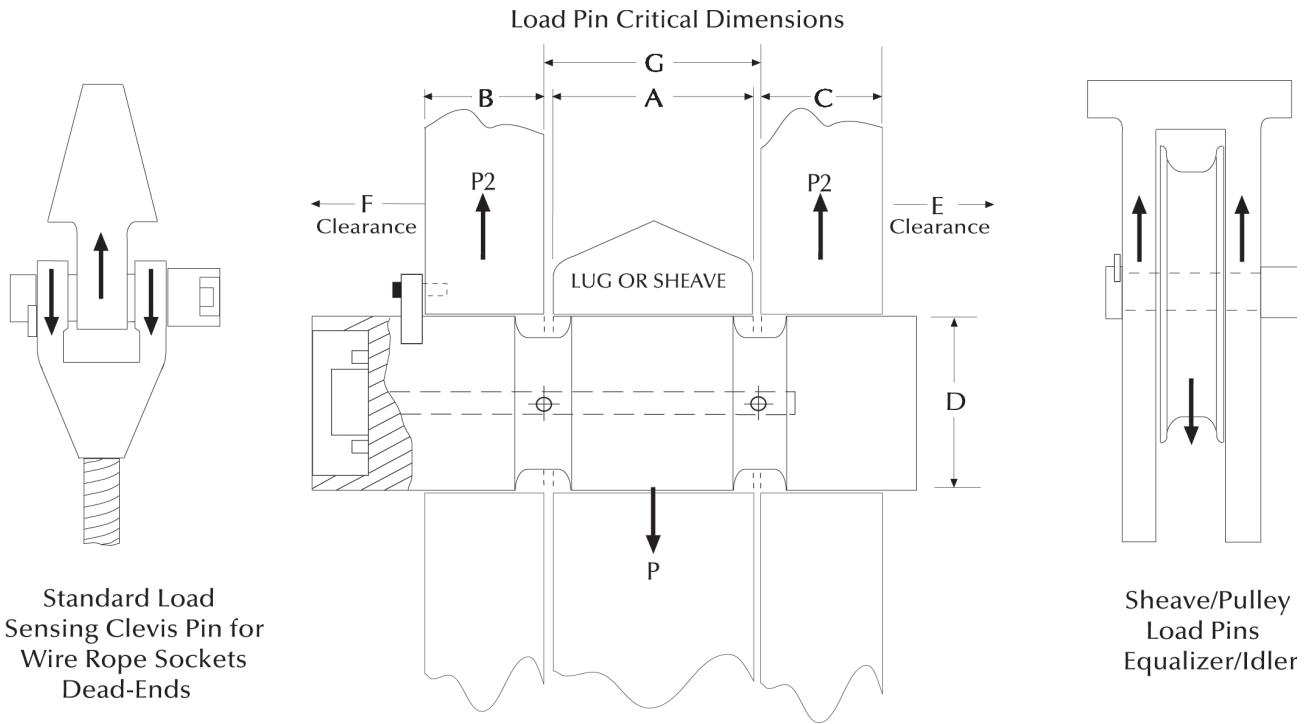 Load Pin Critical Dimensions
G
B
A
C
P2
P2
F
Clearance
E
Clearance
LUG OR SHEAVE
D
P
Standard Load
Sensing Clevis Pin for
Wire Rope Sockets
Dead-Ends
Sheave/Pulley
Load Pins
Equalizer/Idler